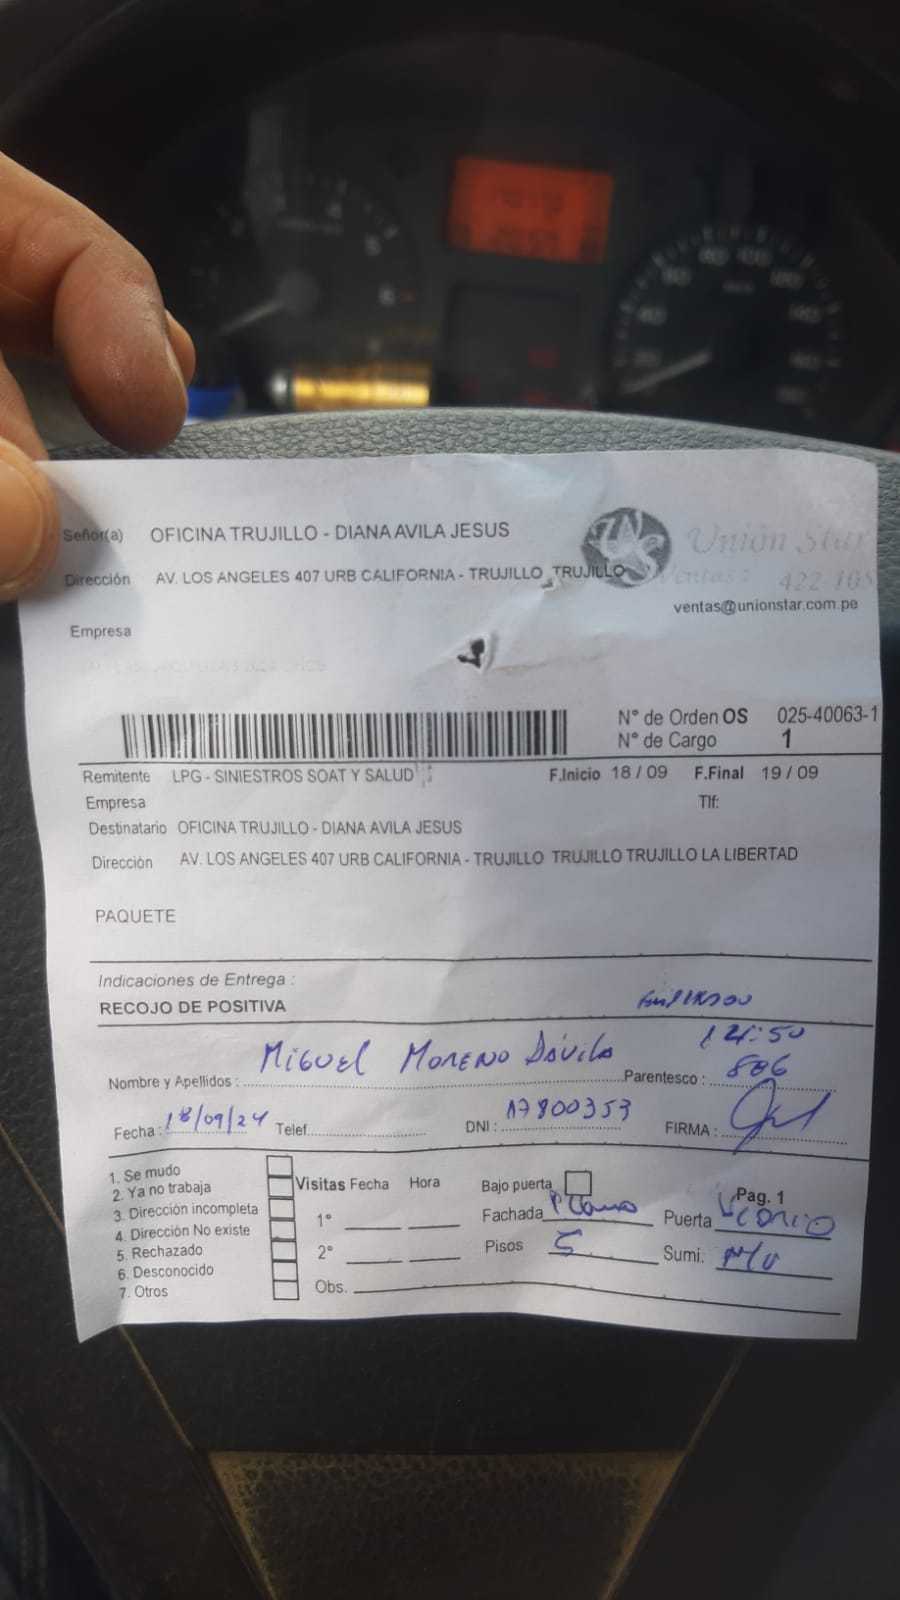 Señor(a) OFICINA TRUJILLO - DIANA AVILA JESUS
Unión Star
Dirección AV. LOS ANGELES 407 URB CALIFORNIA - TRUJILLO TRUJILLO
Ventas: 422-105
ventas@unionstar.com.pe
Empresa
N° de Orden OS 025-40063-1
N° de Cargo 1
Remitente LPG - SINIESTROS SOAT Y SALUD F.Inicio 18 / 09 F.Final 19 / 09
Empresa Tlf:
Destinatario OFICINA TRUJILLO - DIANA AVILA JESUS
Dirección AV. LOS ANGELES 407 URB CALIFORNIA - TRUJILLO TRUJILLO TRUJILLO LA LIBERTAD
PAQUETE
Indicaciones de Entrega :
RECOJO DE POSITIVA
14:50
Nombre y Apellidos : Miguel Moreno Dávila Parentesco : 886
Fecha : 18/09/24 Telef. DNI : 17800353 FIRMA :
1. Se mudo
2. Ya no trabaja
3. Dirección incompleta
4. Dirección No existe
5. Rechazado
6. Desconocido
7. Otros
Visitas Fecha Hora Bajo puerta Pag. 1
1° Fachada Puerta Vidrio
2° Pisos 5 Sumi. N/V
Obs.